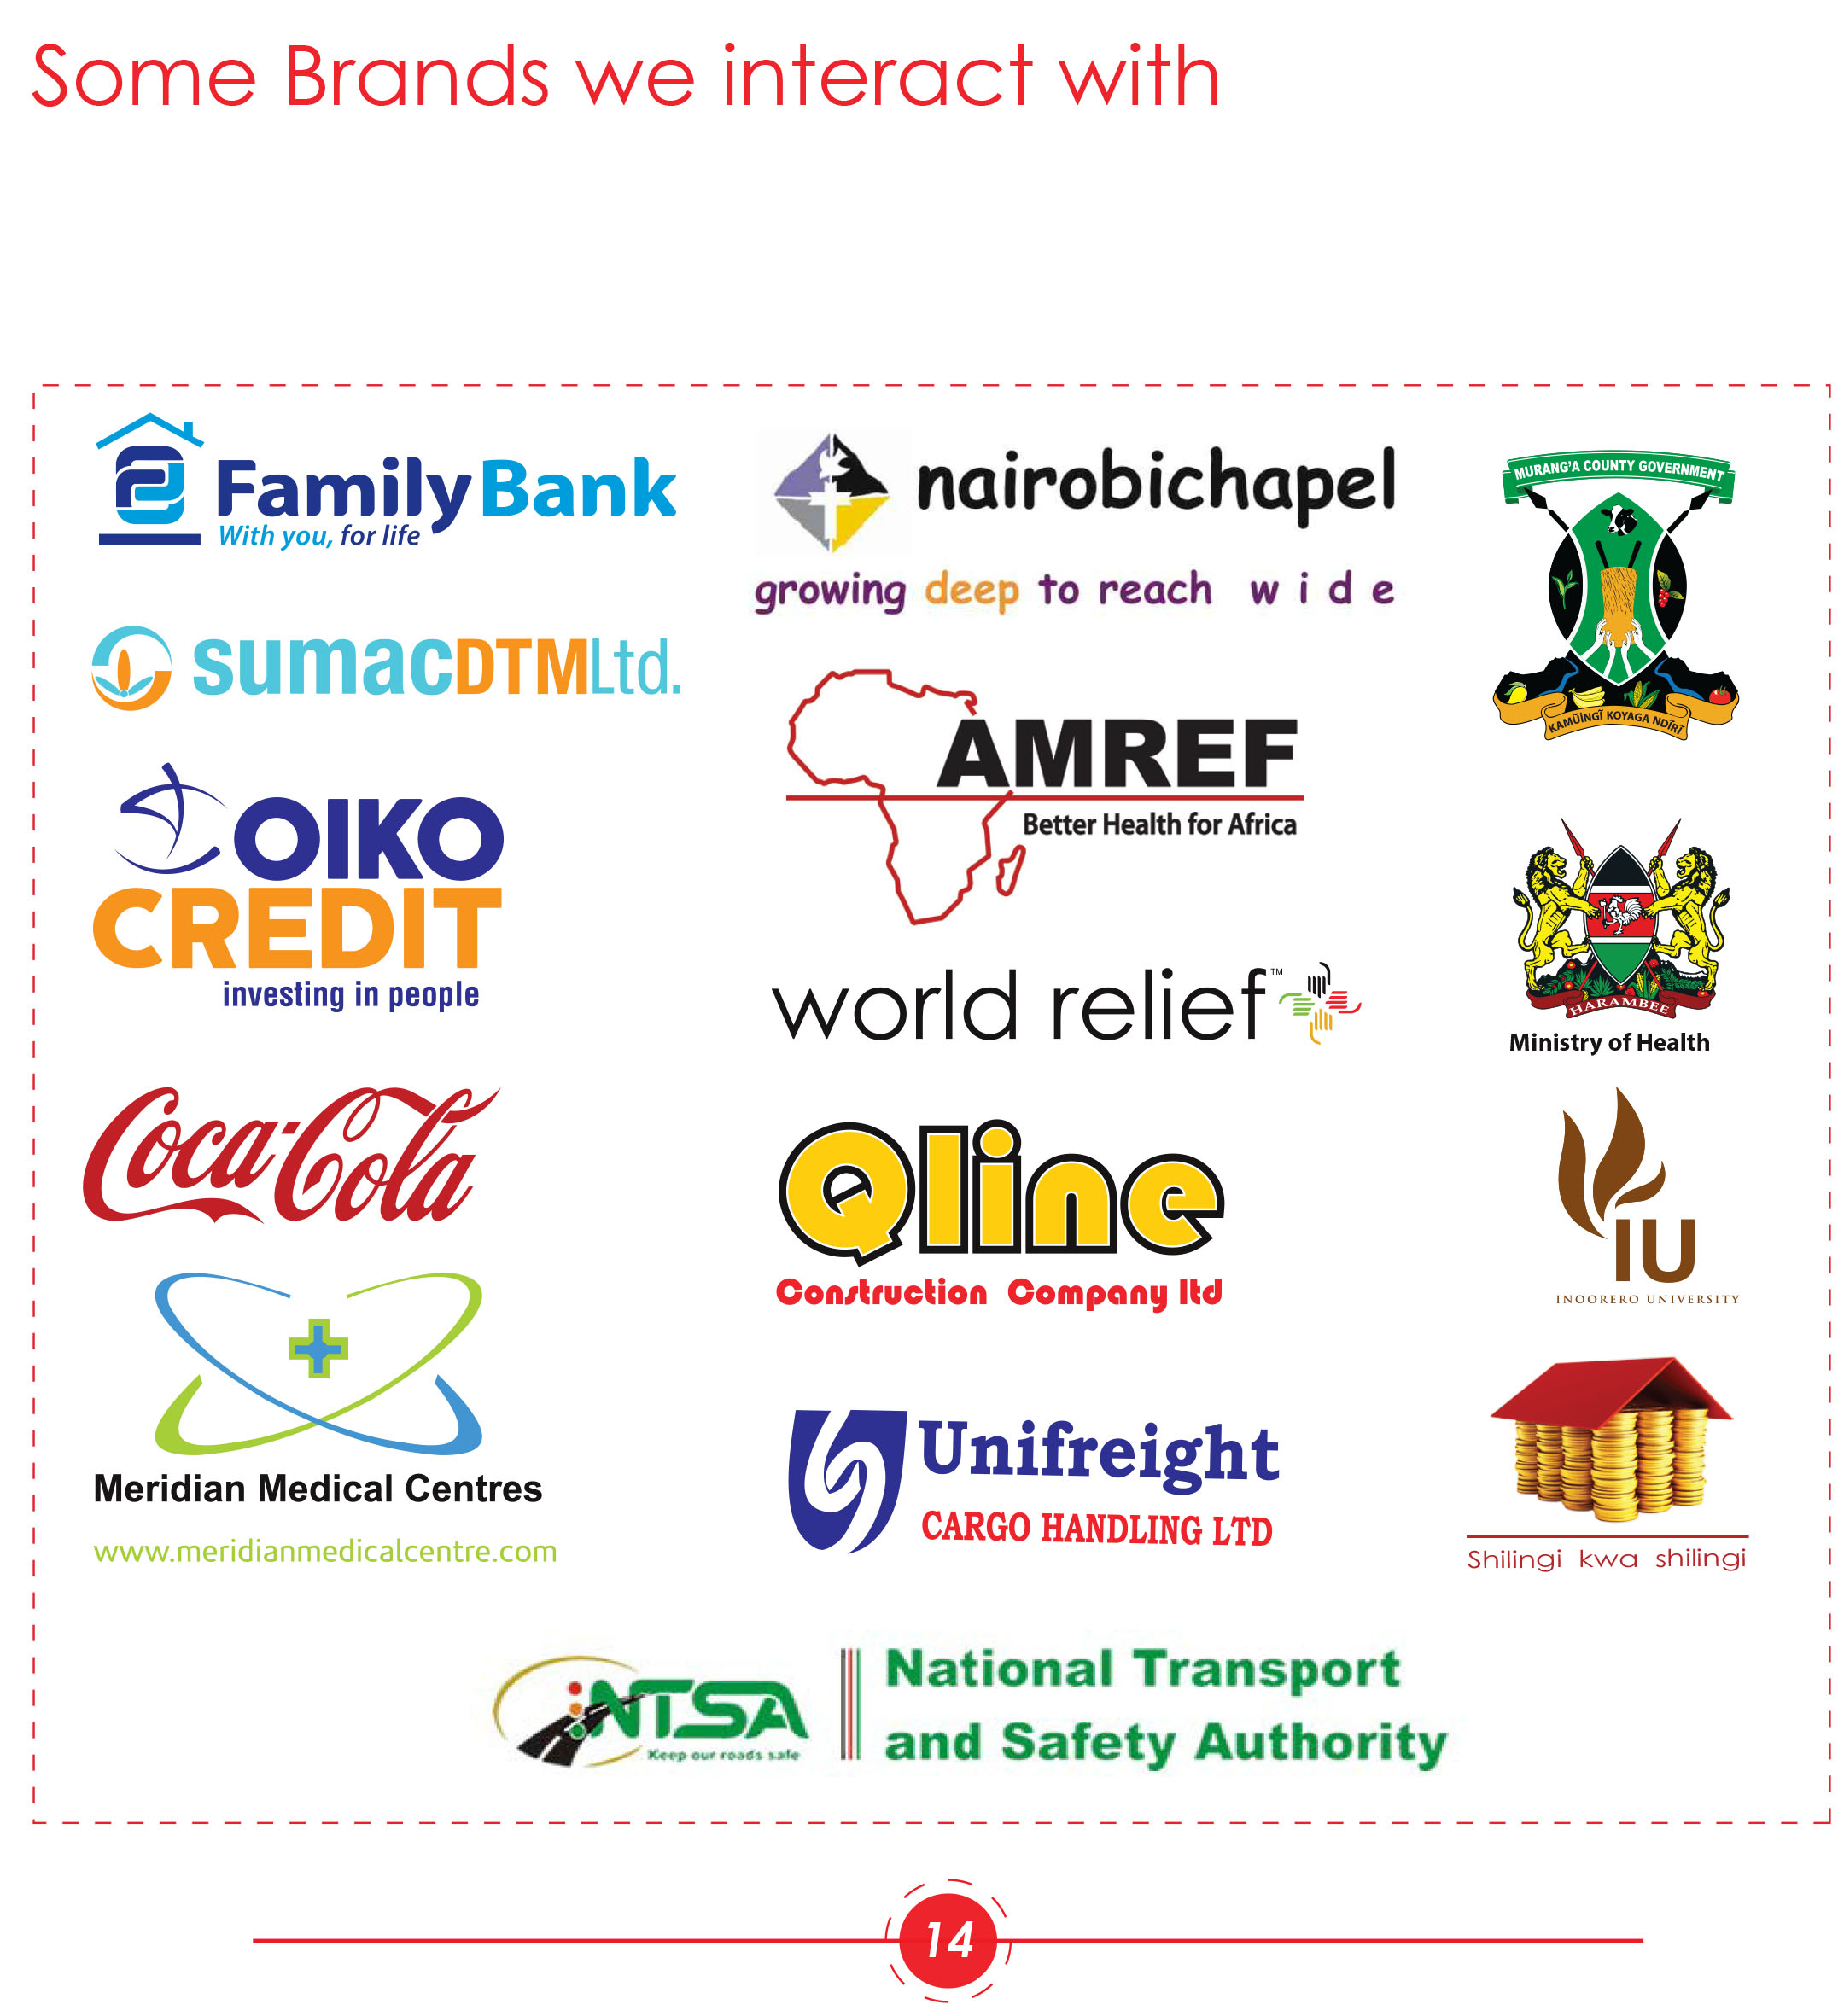 Some Brands we interact with
FamilyBank
With you, for life
sumacDTMLtd.
OIKO
CREDIT
investing in people
Coca-Cola
Meridian Medical Centres
www.meridianmedicalcentre.com
nairobichapel
growing deep to reach w i d e
AMREF
Better Health for Africa
world relief™
Qline
Construction Company ltd
Unifreight
CARGO HANDLING LTD
MURANG'A COUNTY GOVERNMENT
KAMŨINGĨ KOYAGA NDĨRĨ
HARAMBEE
Ministry of Health
IU
INOORERO UNIVERSITY
Shilingi kwa shilingi
NTSA
Keep our roads safe
National Transport
and Safety Authority
14